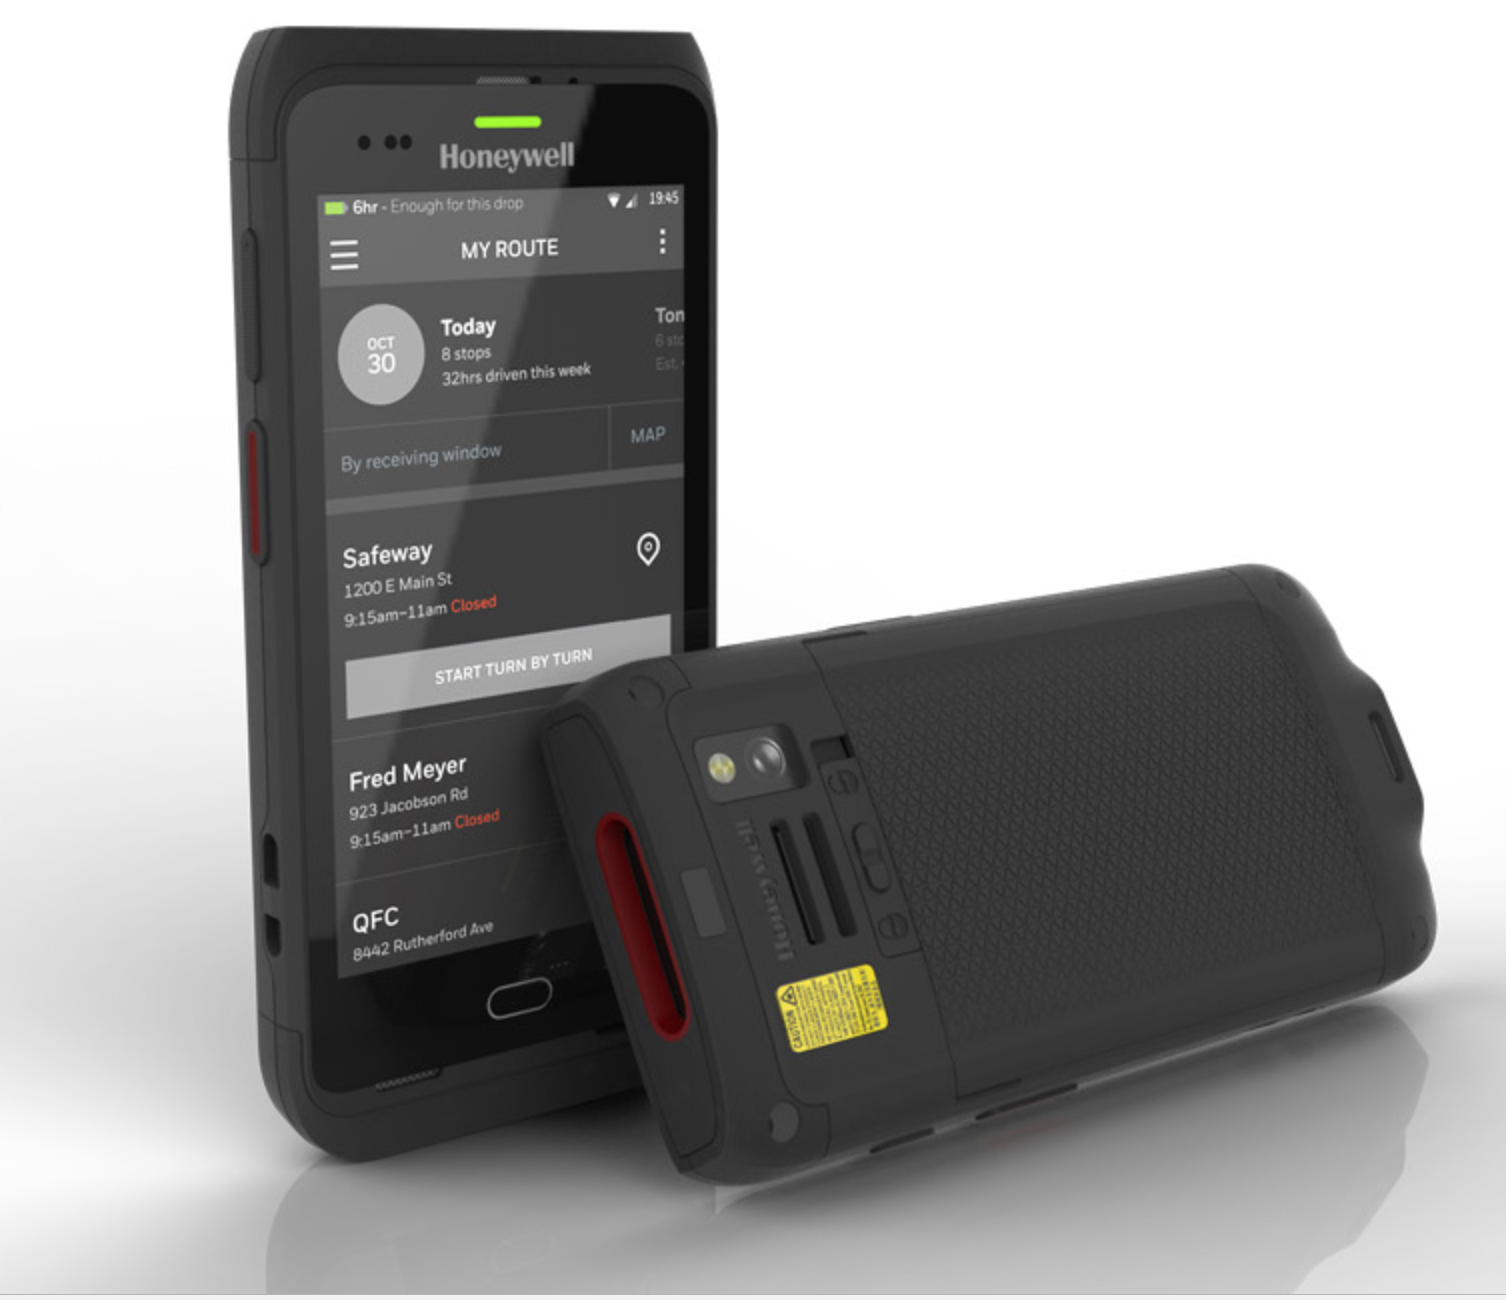 Honeywell
6hr - Enough for this drop
19:45
MY ROUTE
OCT
30
Today
8 stops
32hrs driven this week
By receiving window
MAP
Safeway
1200 E Main St
9:15am–11am Closed
START TURN BY TURN
Fred Meyer
923 Jacobson Rd
9:15am–11am Closed
QFC
8442 Rutherford Ave
Honeywell
CAUTION